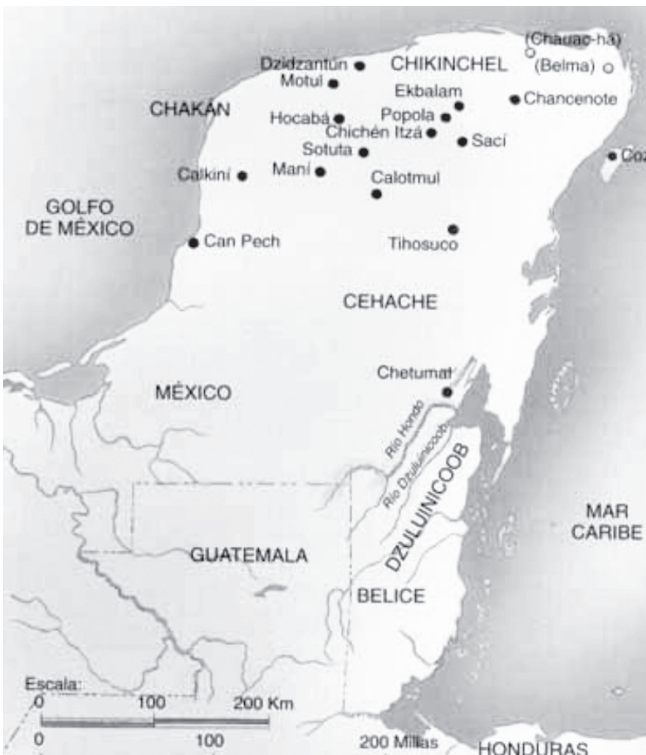 (Chauac-há)
Dzidzantún
CHIKINCHEL
(Belma)
Motul
Ekbalam
Chancenote
CHAKÁN
Hocabá
Popola
Chichén Itzá
Sací
Sotuta
Coz
Calkiní
Maní
Calotmul
GOLFO
DE MÉXICO
Can Pech
Tihosuco
CEHACHE
Chetumal
MÉXICO
Río Hondo
Río Dzuluinicoob
DZULUINICOOB
MAR
CARIBE
GUATEMALA
BELICE
Escala:
0 100 200 Km
0 100 200 Millas
HONDURAS